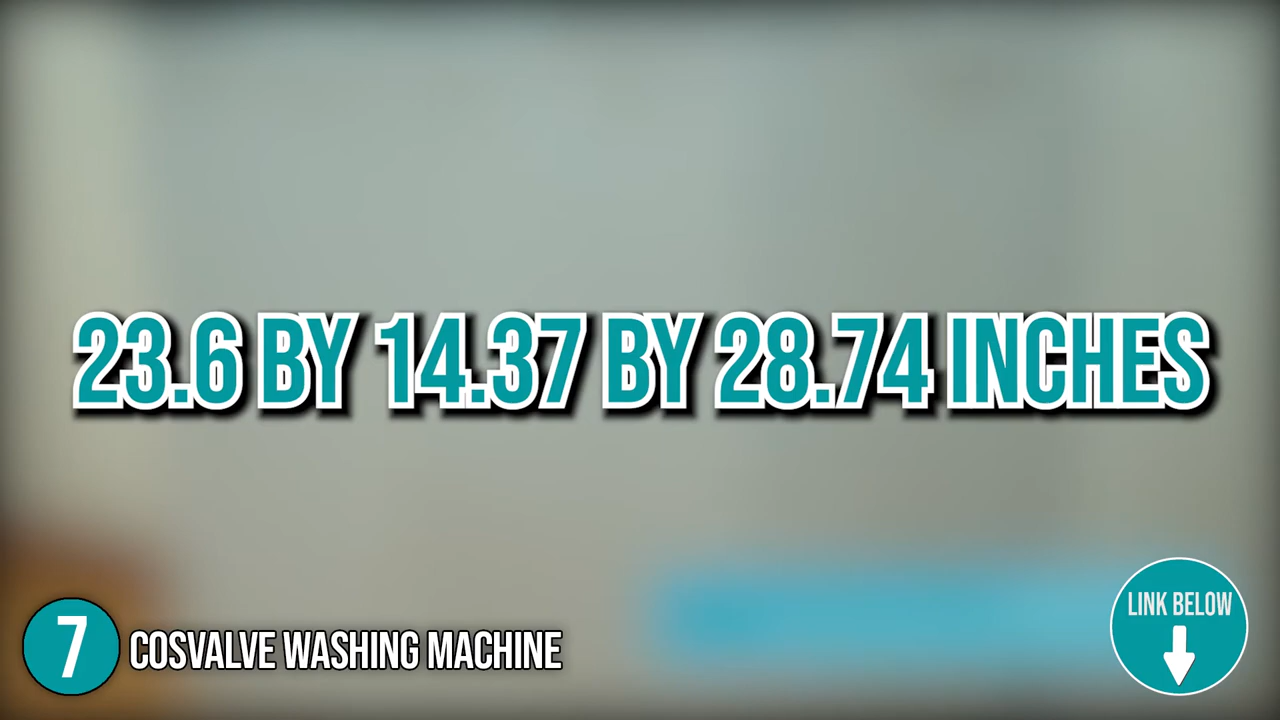 23.6 BY 14.37 BY 28.74 INCHES
LINK BELOW
7 COSVALVE WASHING MACHINE